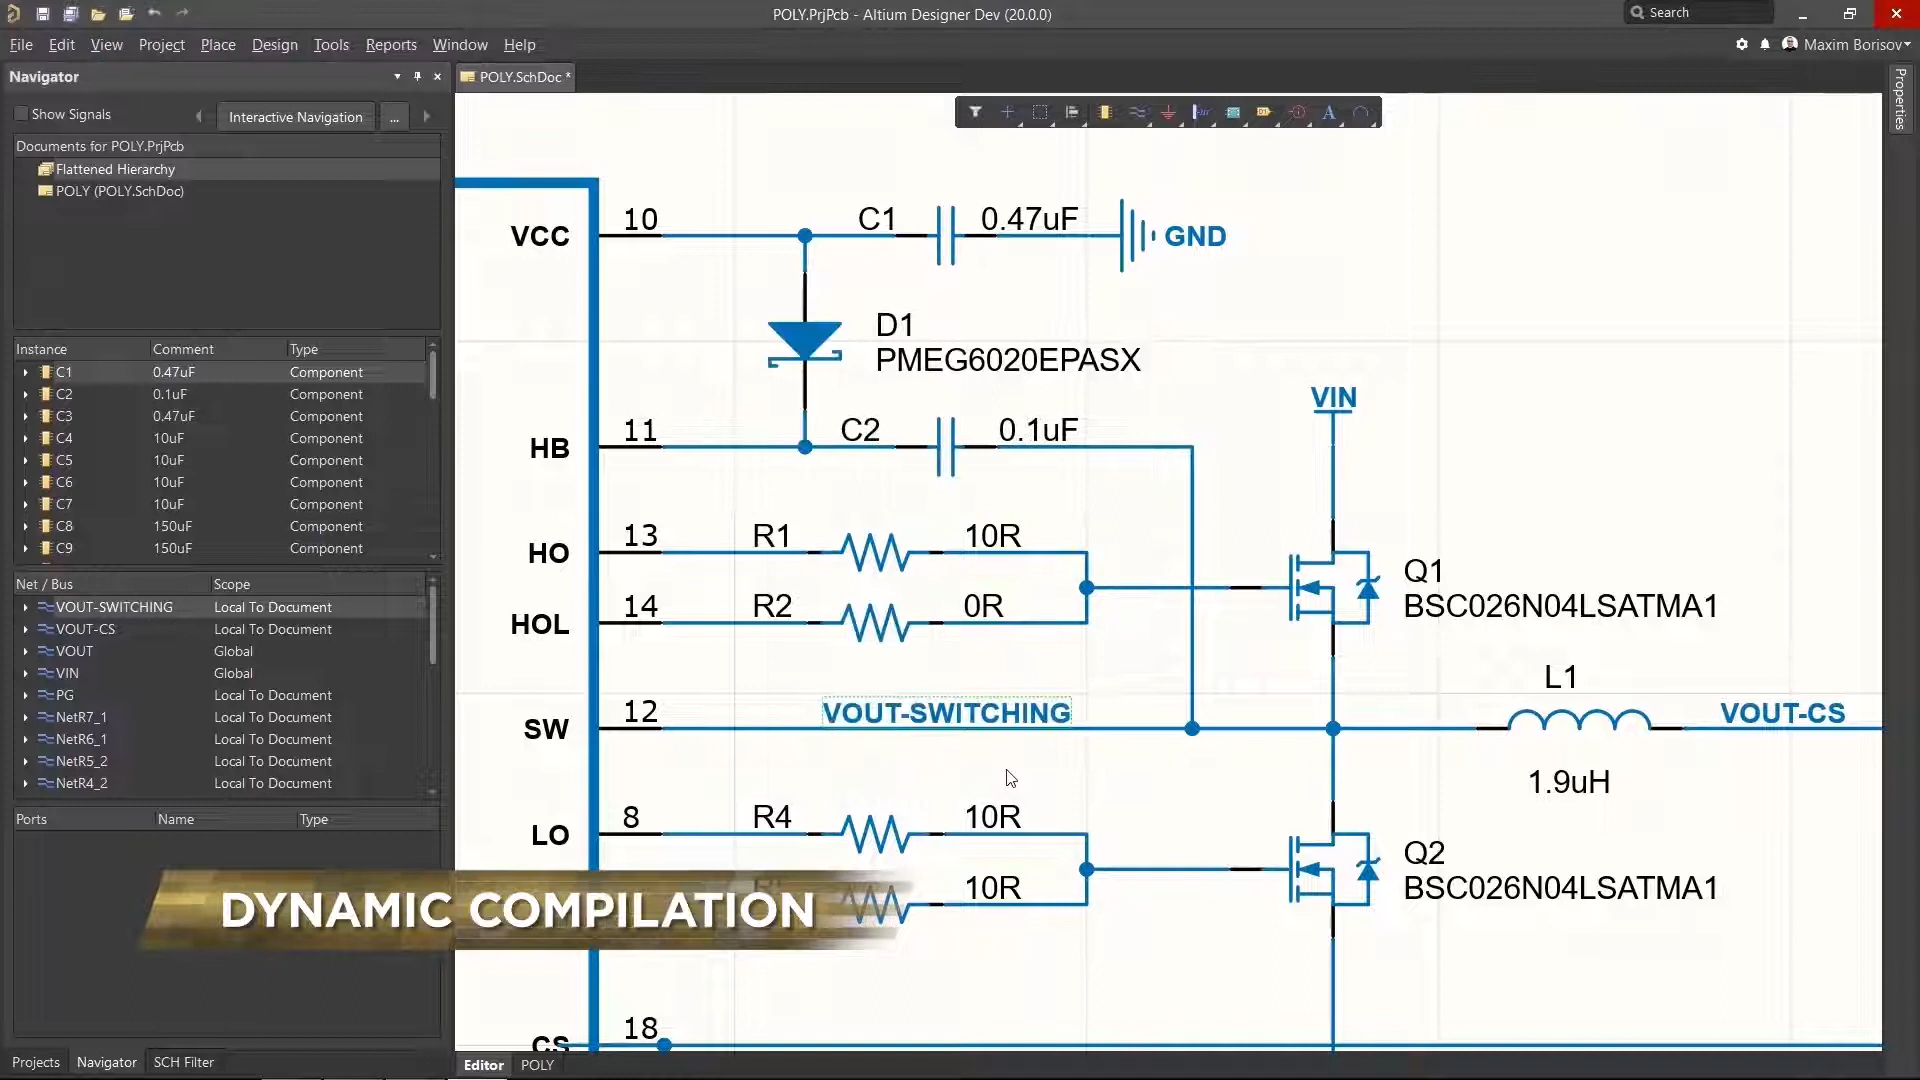 POLY.PrjPcb - Altium Designer Dev (20.0.0)
Search
File Edit View Project Place Design Tools Reports Window Help
Maxim Borisov
Navigator
POLY.SchDoc *
Properties
Show Signals
Interactive Navigation
...
Documents for POLY.PrjPcb
Flattened Hierarchy
POLY (POLY.SchDoc)
Instance Comment Type
C1 0.47uF Component
C2 0.1uF Component
C3 0.47uF Component
C4 10uF Component
C5 10uF Component
C6 10uF Component
C7 10uF Component
C8 150uF Component
C9 150uF Component
Net / Bus Scope
VOUT-SWITCHING Local To Document
VOUT-CS Local To Document
VOUT Global
VIN Global
PG Local To Document
NetR7_1 Local To Document
NetR6_1 Local To Document
NetR5_2 Local To Document
NetR4_2 Local To Document
Ports Name Type
Projects Navigator SCH Filter
VCC 10 C1 0.47uF GND
D1
PMEG6020EPASX
VIN
HB 11 C2 0.1uF
HO 13 R1 10R
Q1
BSC026N04LSATMA1
HOL 14 R2 0R
L1
SW 12 VOUT-SWITCHING VOUT-CS
1.9uH
LO 8 R4 10R
Q2
BSC026N04LSATMA1
10R
DYNAMIC COMPILATION
CS 18
Editor POLY